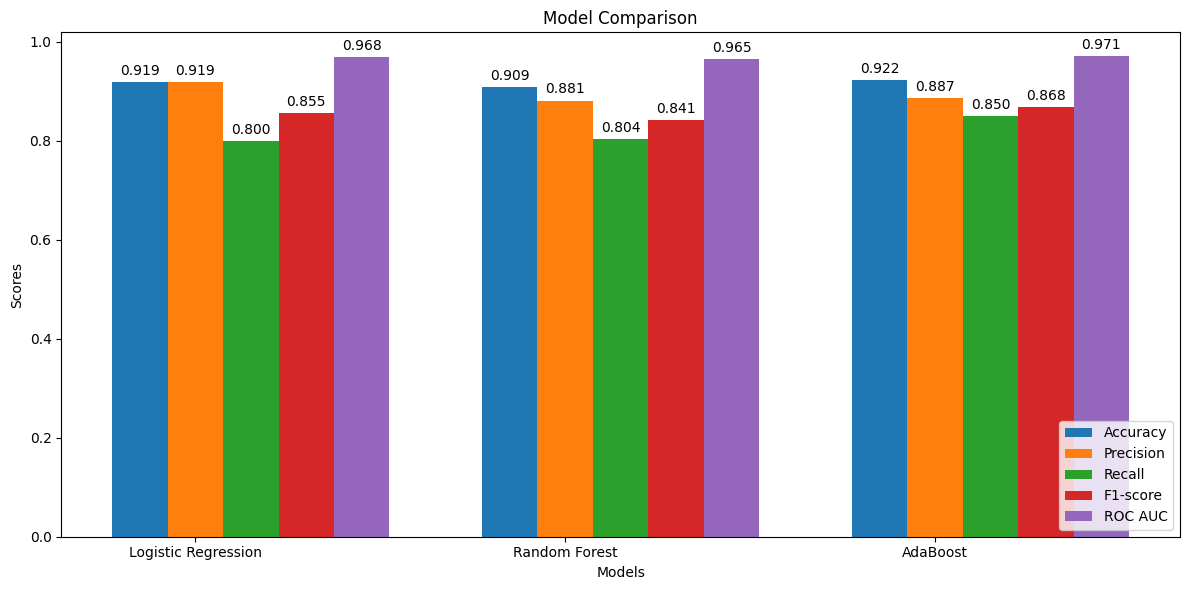 Model Comparison
1.0
0.8
0.6
0.4
0.2
0.0
Scores
0.919
0.919
0.800
0.855
0.968
0.909
0.881
0.804
0.841
0.965
0.922
0.887
0.850
0.868
0.971
Accuracy
Precision
Recall
F1-score
ROC AUC
Logistic Regression
Random Forest
AdaBoost
Models